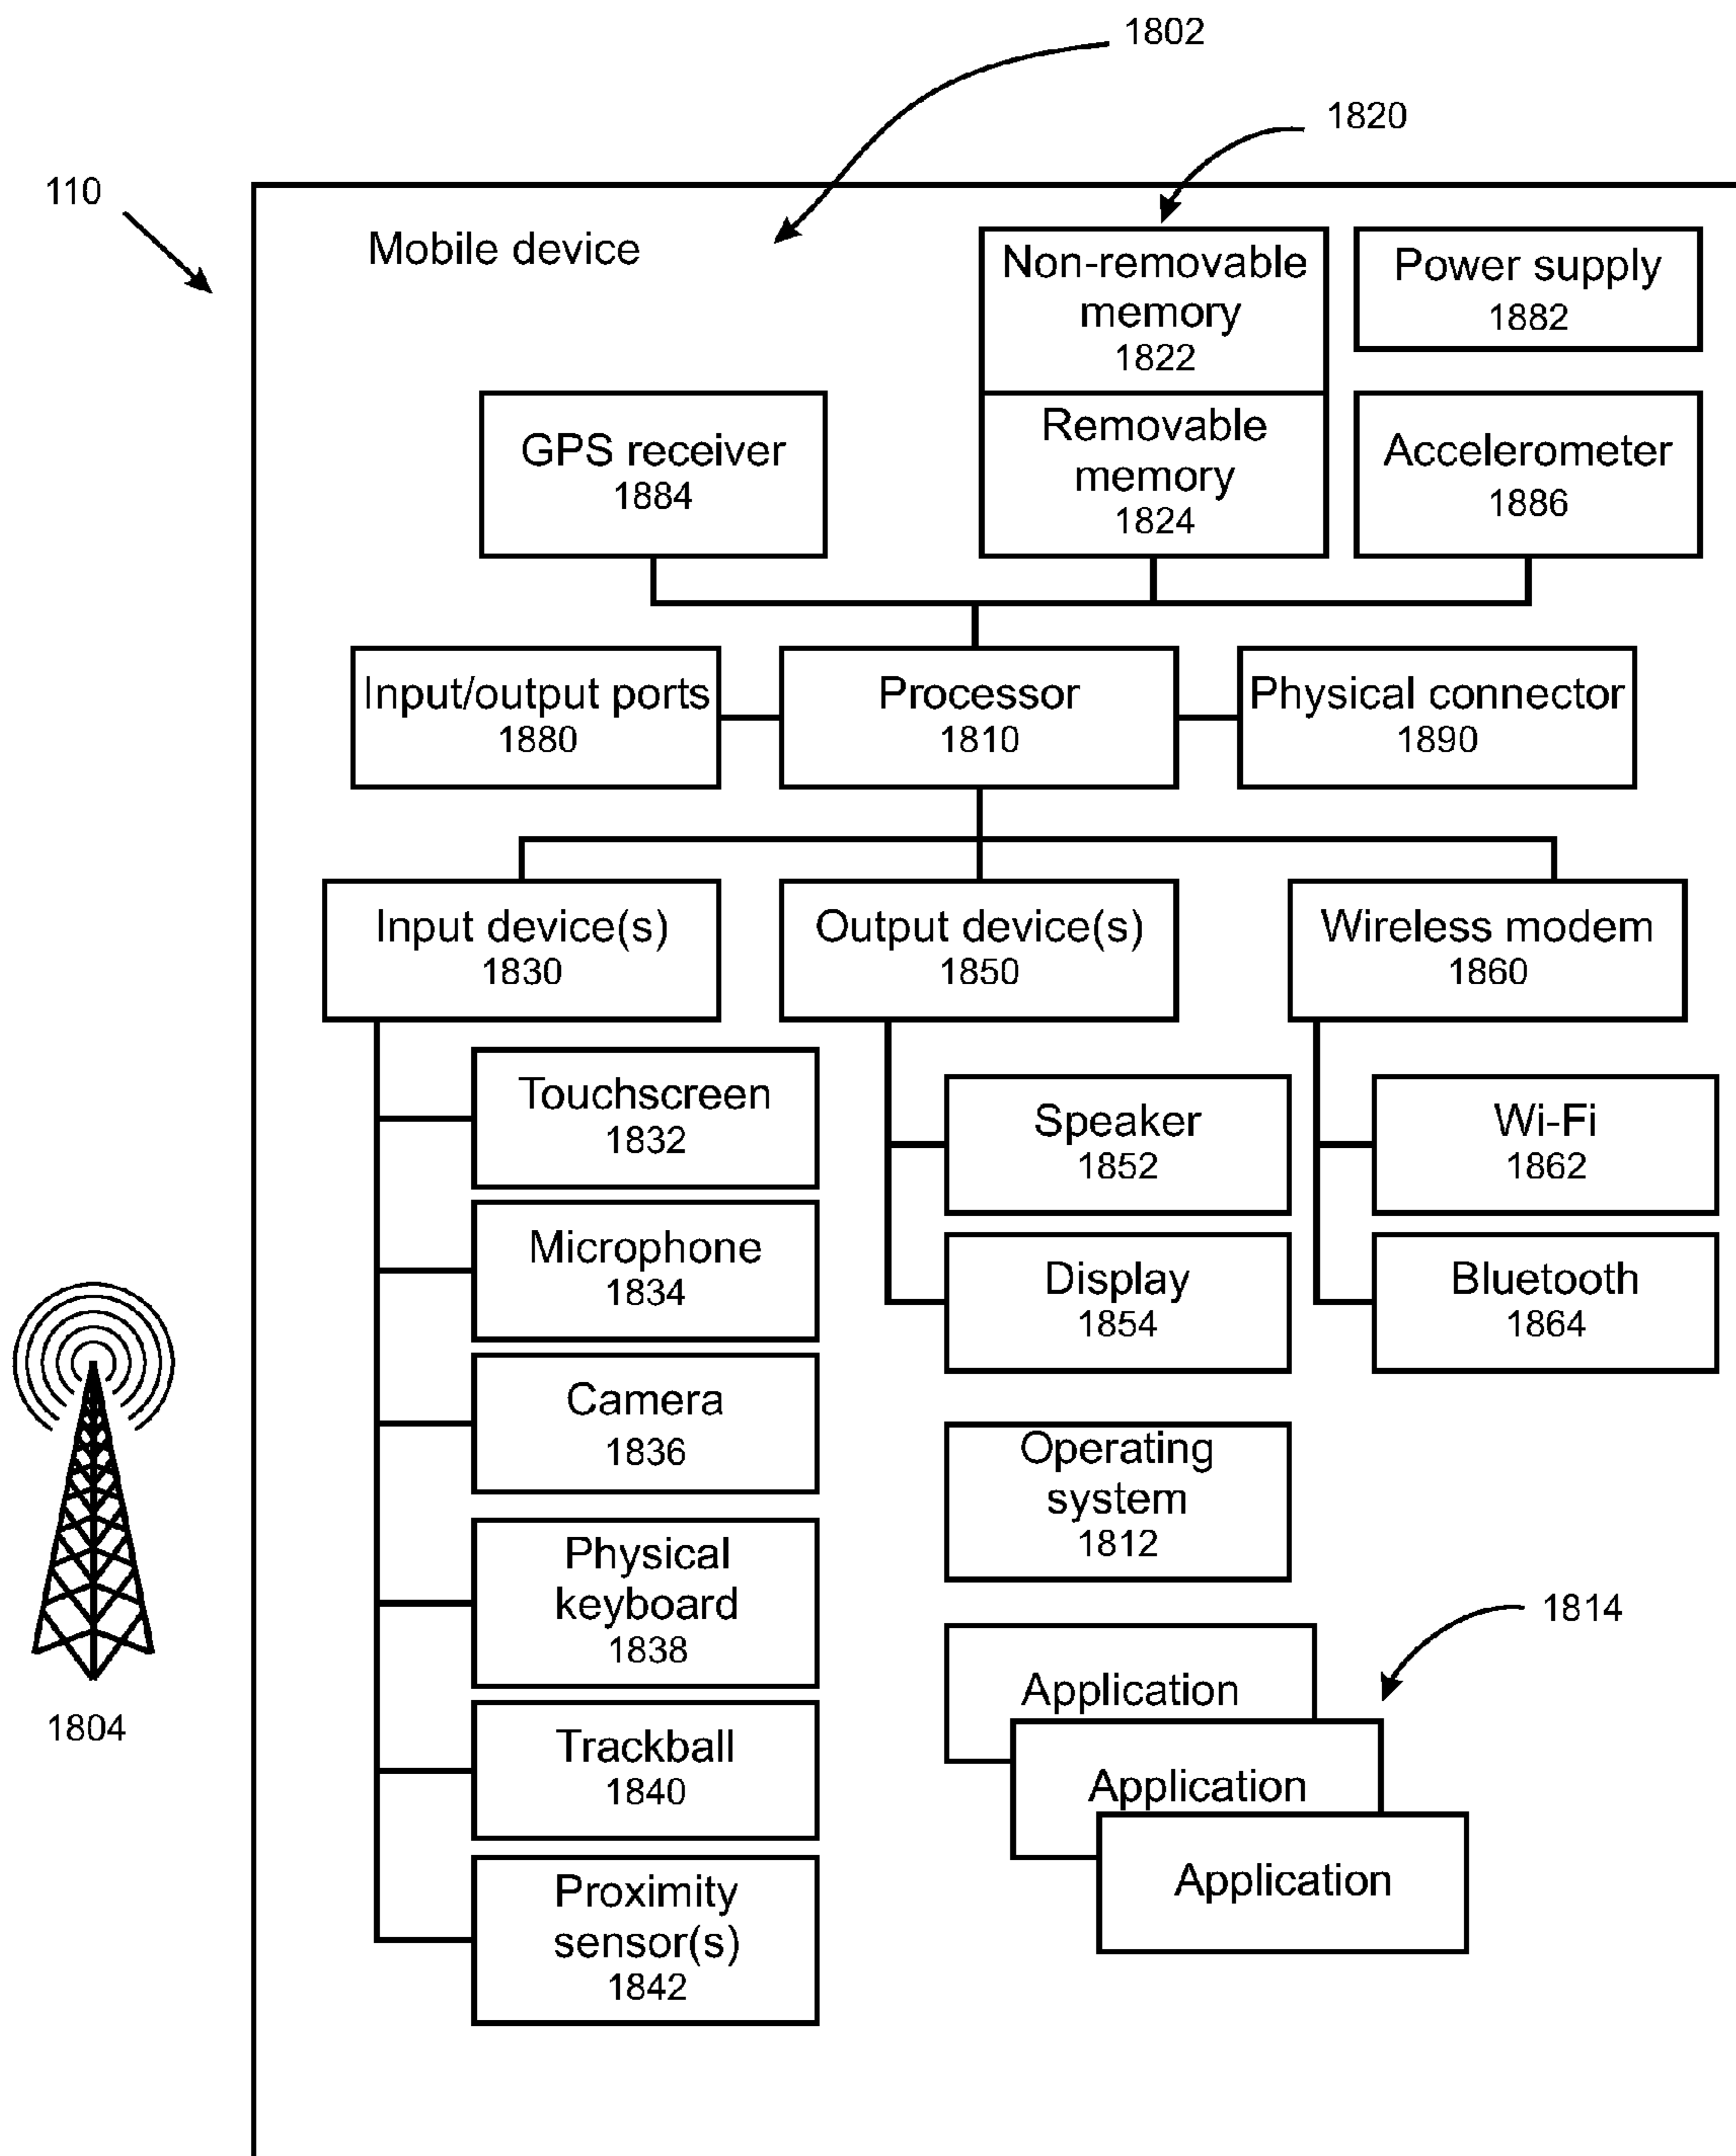 1802
1820
110
Mobile device
Non-removable
memory
1822
Power supply
1882
GPS receiver
1884
Removable
memory
1824
Accelerometer
1886
Input/output ports
1880
Processor
1810
Physical connector
1890
Input device(s)
1830
Output device(s)
1850
Wireless modem
1860
Touchscreen
1832
Speaker
1852
Wi-Fi
1862
Microphone
1834
Display
1854
Bluetooth
1864
Camera
1836
Operating
system
1812
Physical
keyboard
1838
1814
Application
1804
Trackball
1840
Application
Application
Proximity
sensor(s)
1842